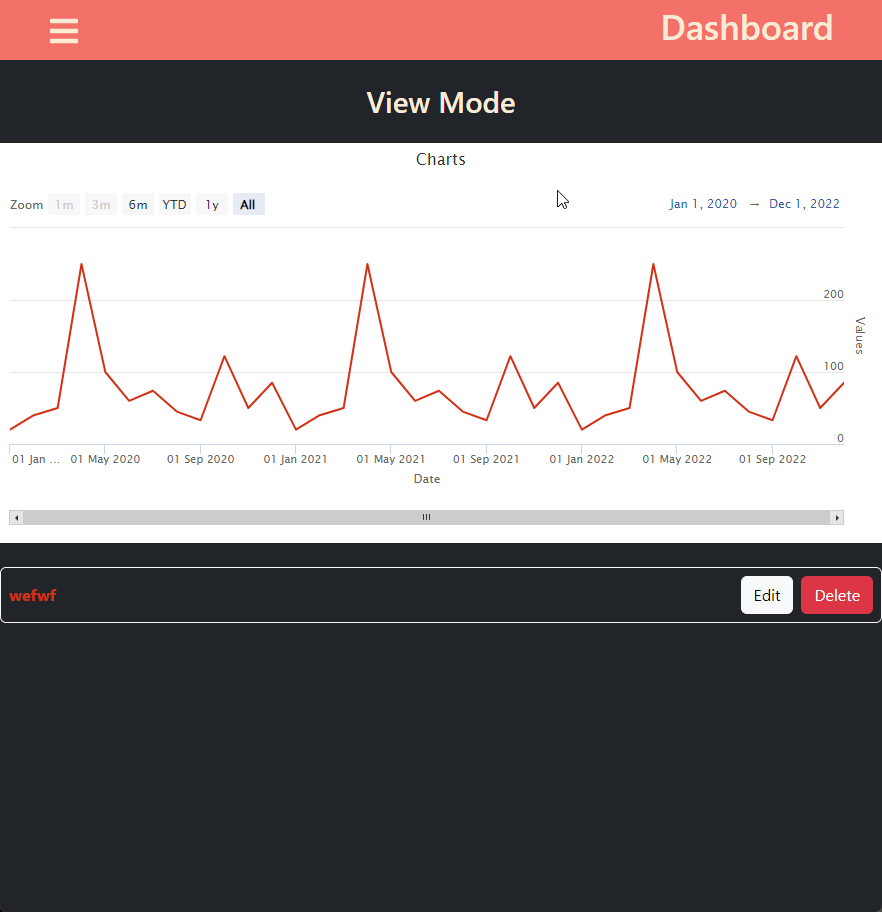 Dashboard
View Mode
Charts
Zoom 1m 3m 6m YTD 1y All Jan 1, 2020 → Dec 1, 2022
200
Values
100
0
01 Jan ... 01 May 2020 01 Sep 2020 01 Jan 2021 01 May 2021 01 Sep 2021 01 Jan 2022 01 May 2022 01 Sep 2022
Date
wefwf Edit Delete